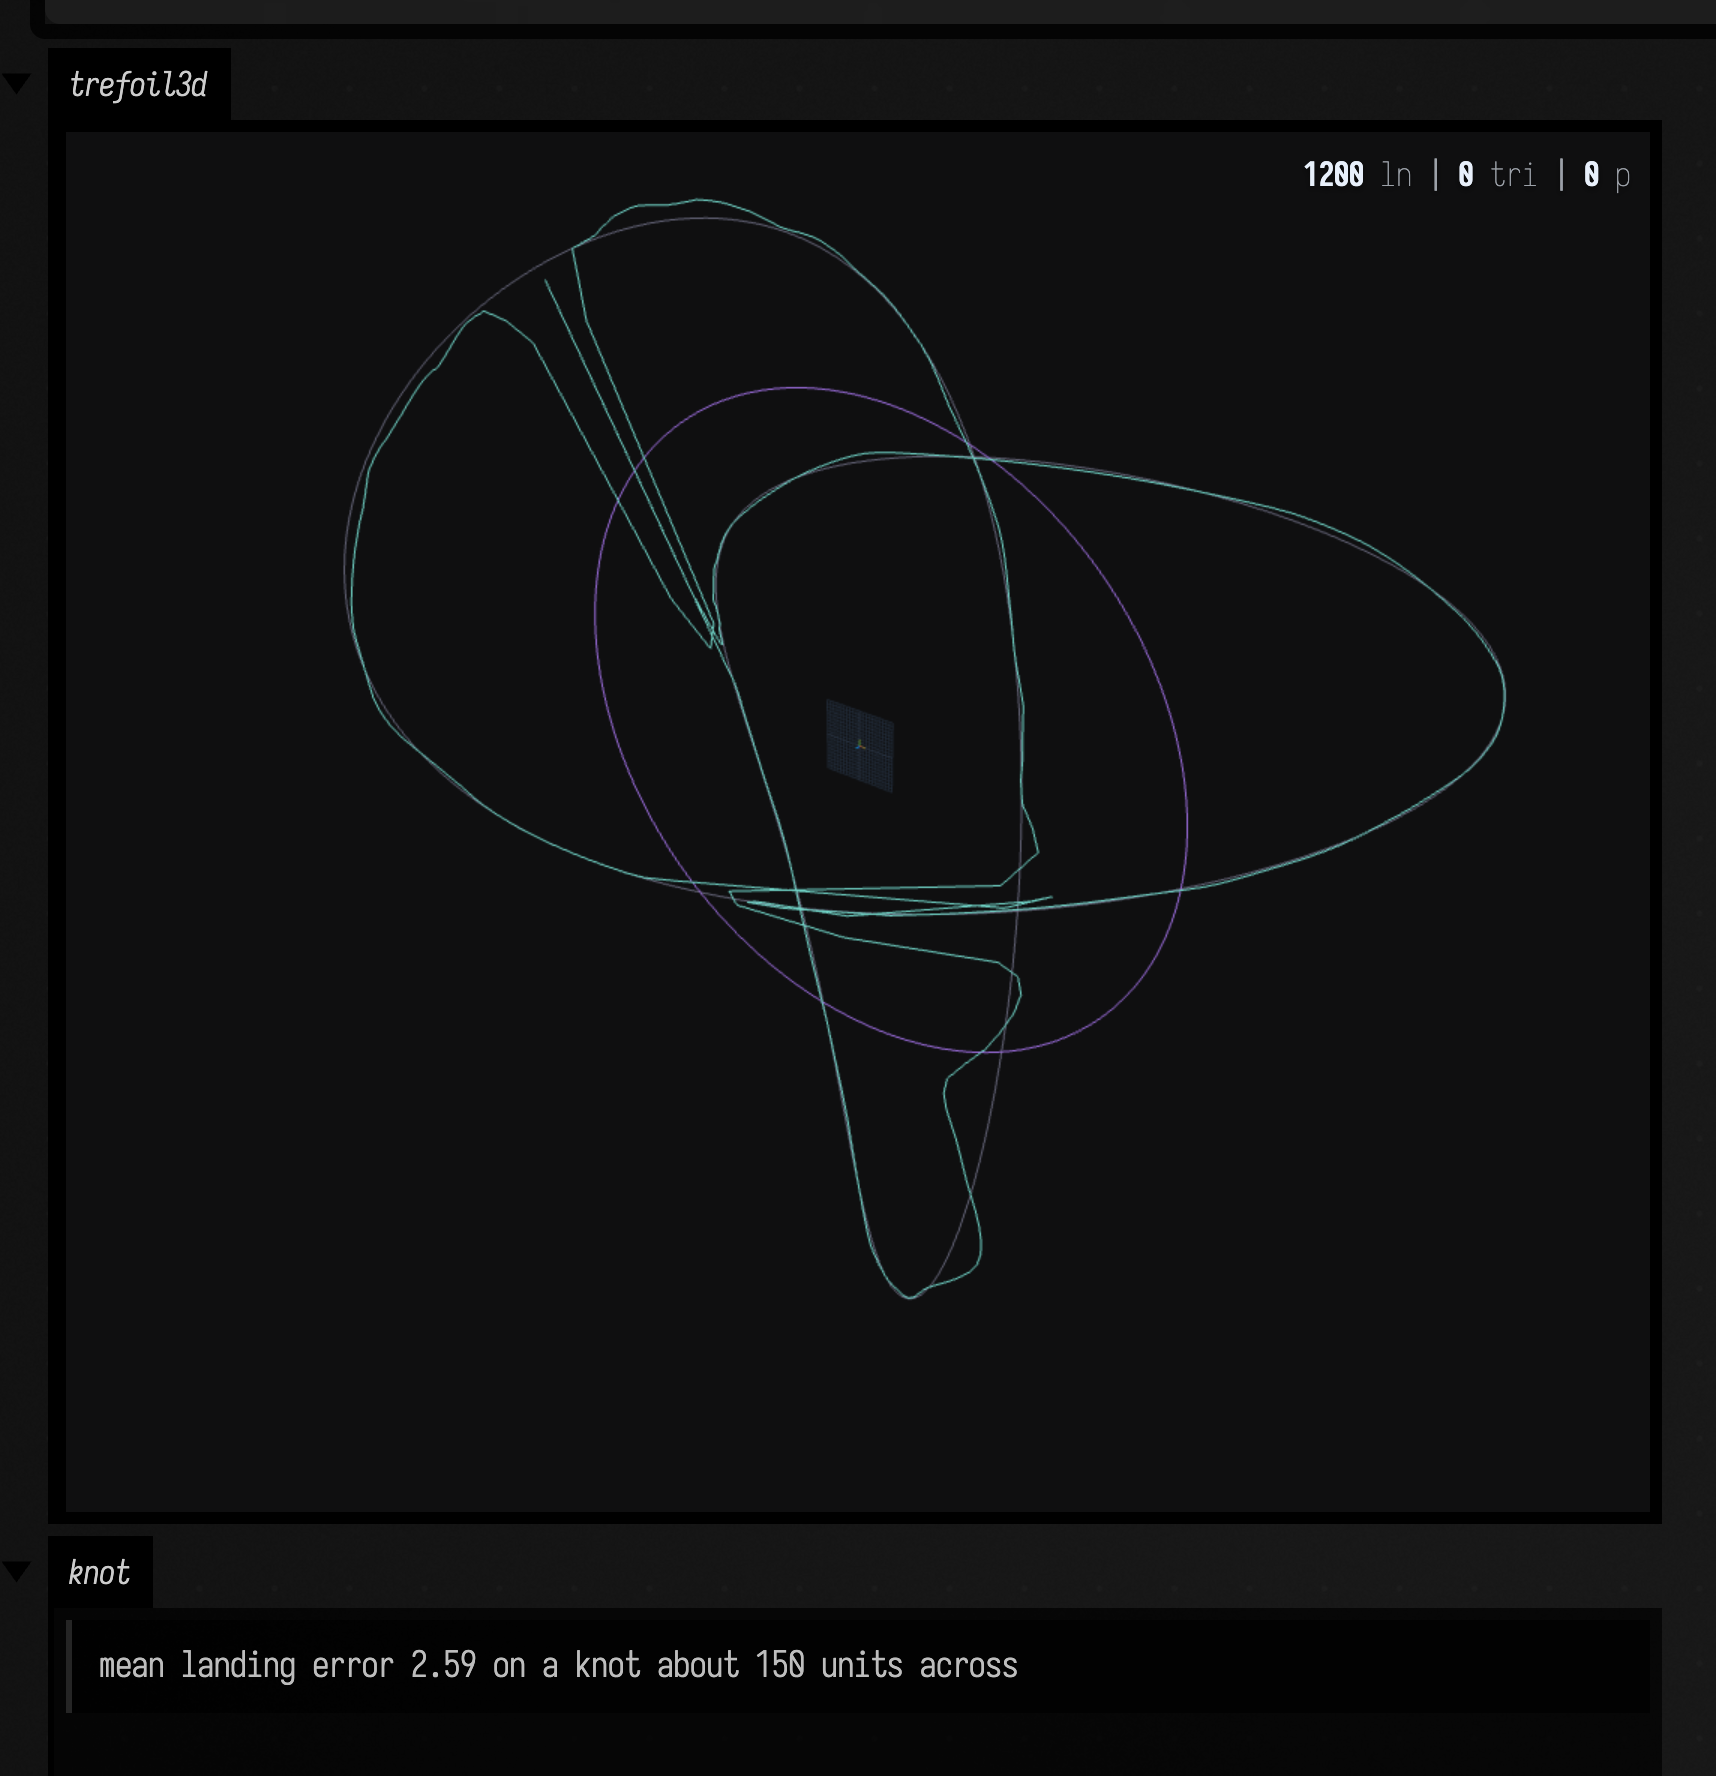 trefoil3d
1200 ln | 0 tri | 0 p
knot
mean landing error 2.59 on a knot about 150 units across